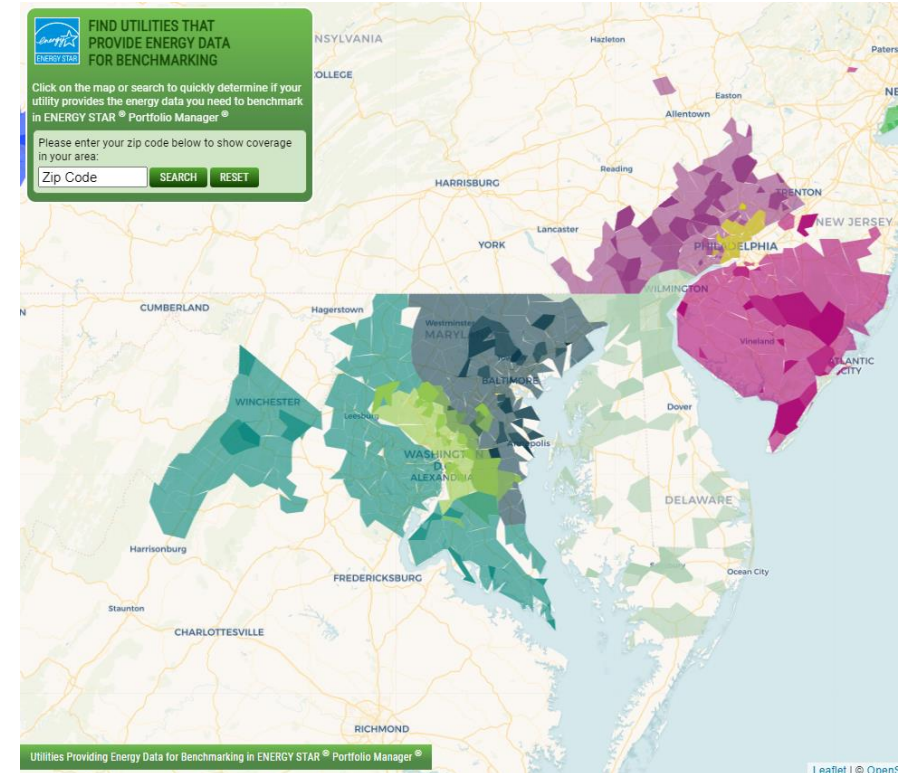 FIND UTILITIES THAT
PROVIDE ENERGY DATA
FOR BENCHMARKING
energy
ENERGY STAR
Click on the map or search to quickly determine if your
utility provides the energy data you need to benchmark
in ENERGY STAR ® Portfolio Manager ®
Please enter your zip code below to show coverage
in your area:
Zip Code
SEARCH
RESET
NSYLVANIA
Hazleton
Paters
OLLEGE
NE
Easton
Allentown
Reading
HARRISBURG
TRENTON
Lancaster
NEW JERSEY
YORK
PHILADELPHIA
WILMINGTON
CUMBERLAND
Hagerstown
Westminster
MARYL
Vineland
ATLANTIC
CITY
BALTIMORE
WINCHESTER
Dover
Leesburg
WASHINGT N
D
ALEXAND IA
Annapolis
DELAWARE
Harrisonburg
Ocean City
FREDERICKSBURG
Staunton
CHARLOTTESVILLE
RICHMOND
Utilities Providing Energy Data for Benchmarking in ENERGY STAR ® Portfolio Manager ®
Leaflet | © OpenS